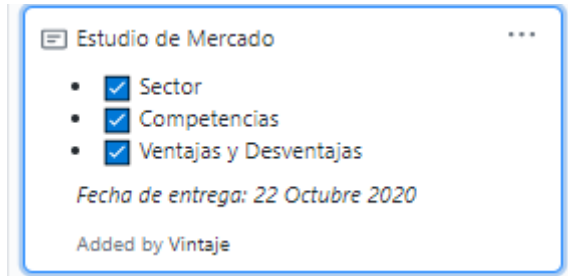 Estudio de Mercado
Sector
Competencias
Ventajas y Desventajas
Fecha de entrega: 22 Octubre 2020
Added by Vintaje